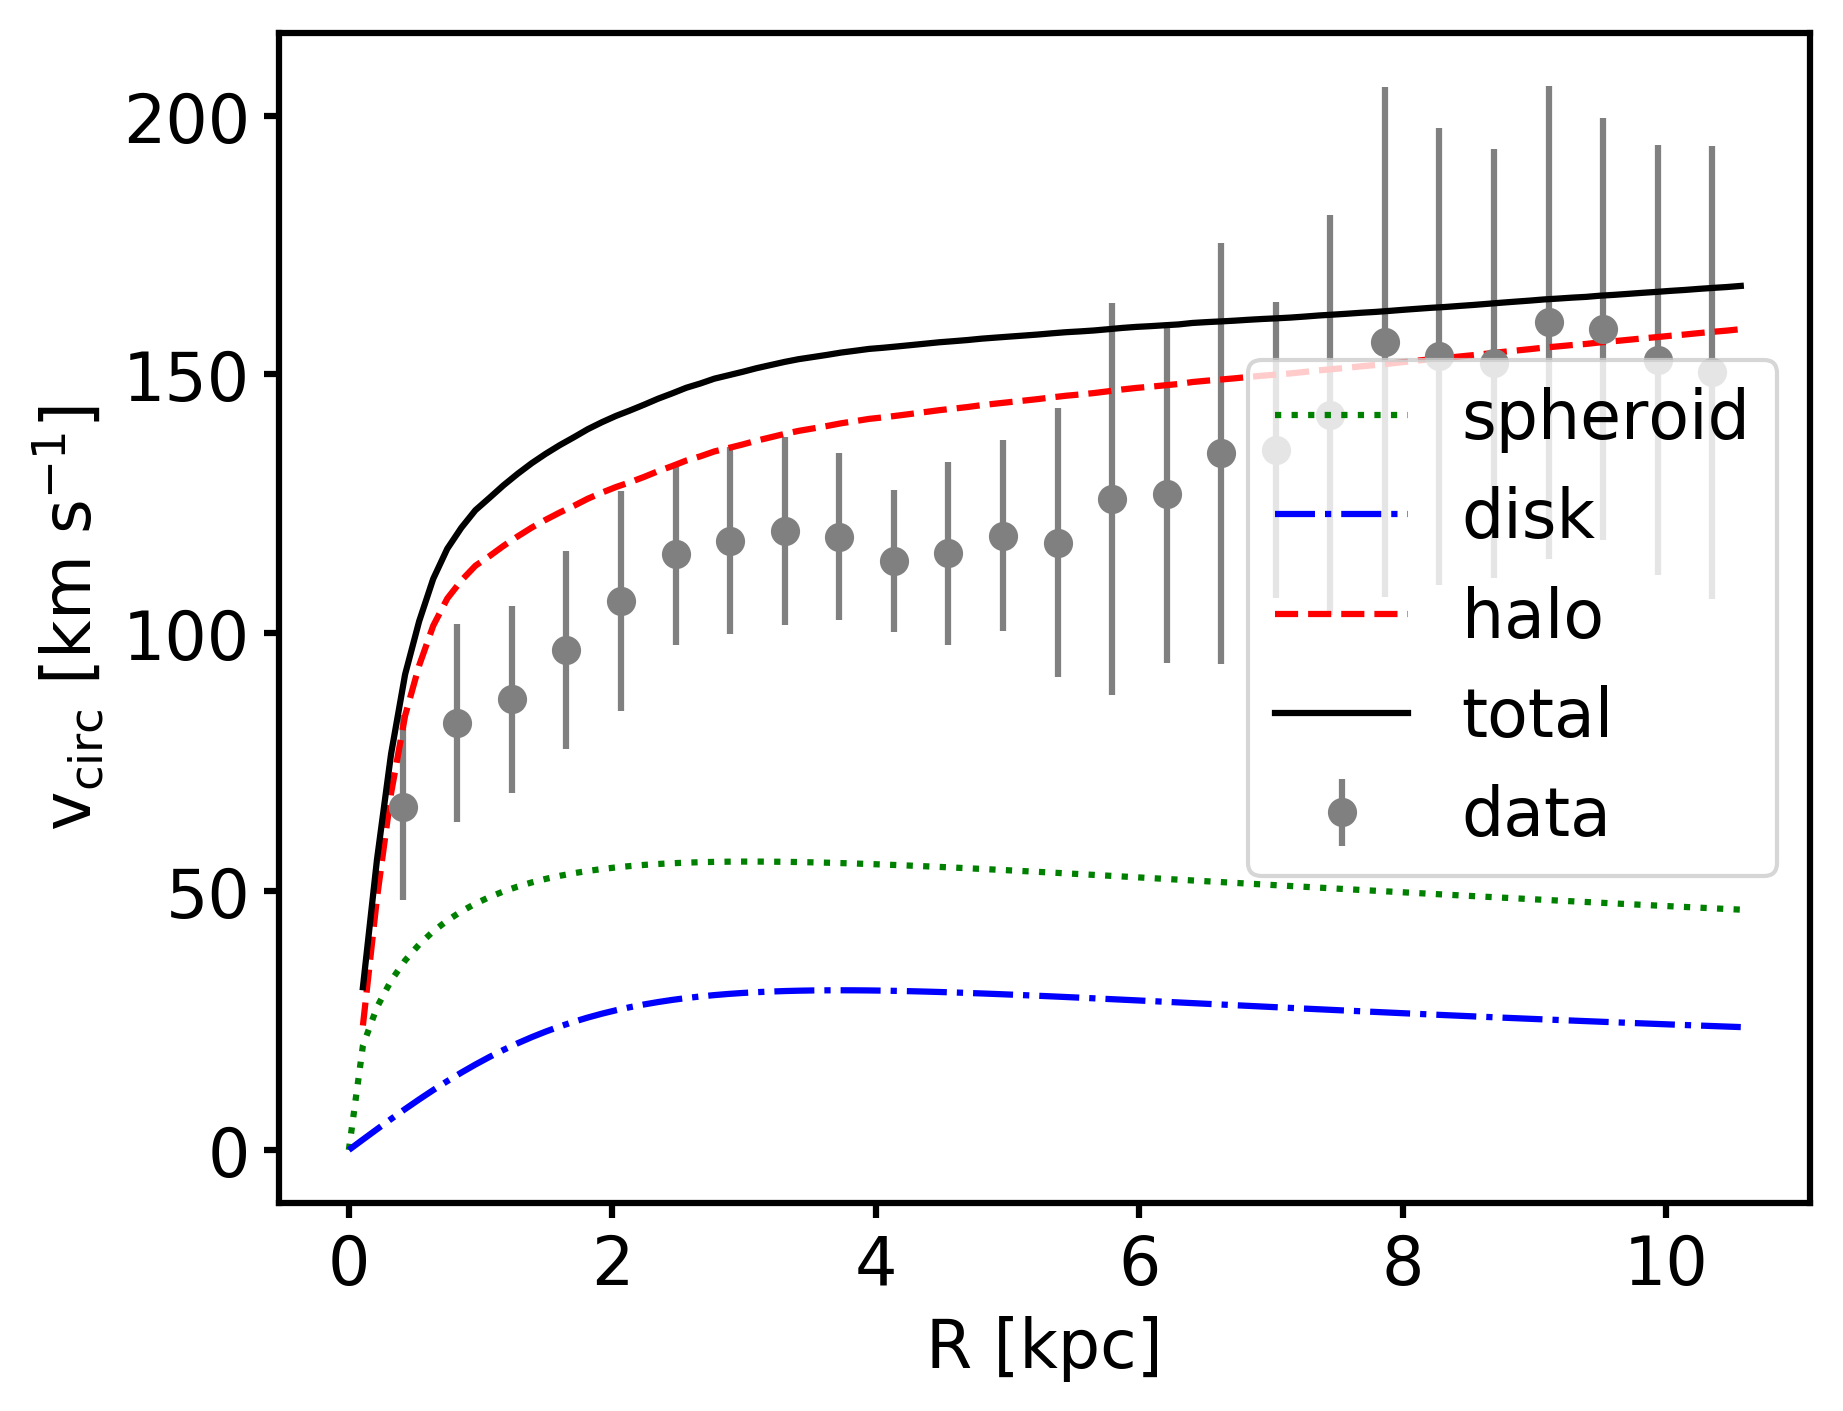 200
150
100
50
0
v_circ [km s⁻¹]
spheroid
disk
halo
total
data
0 2 4 6 8 10
R [kpc]